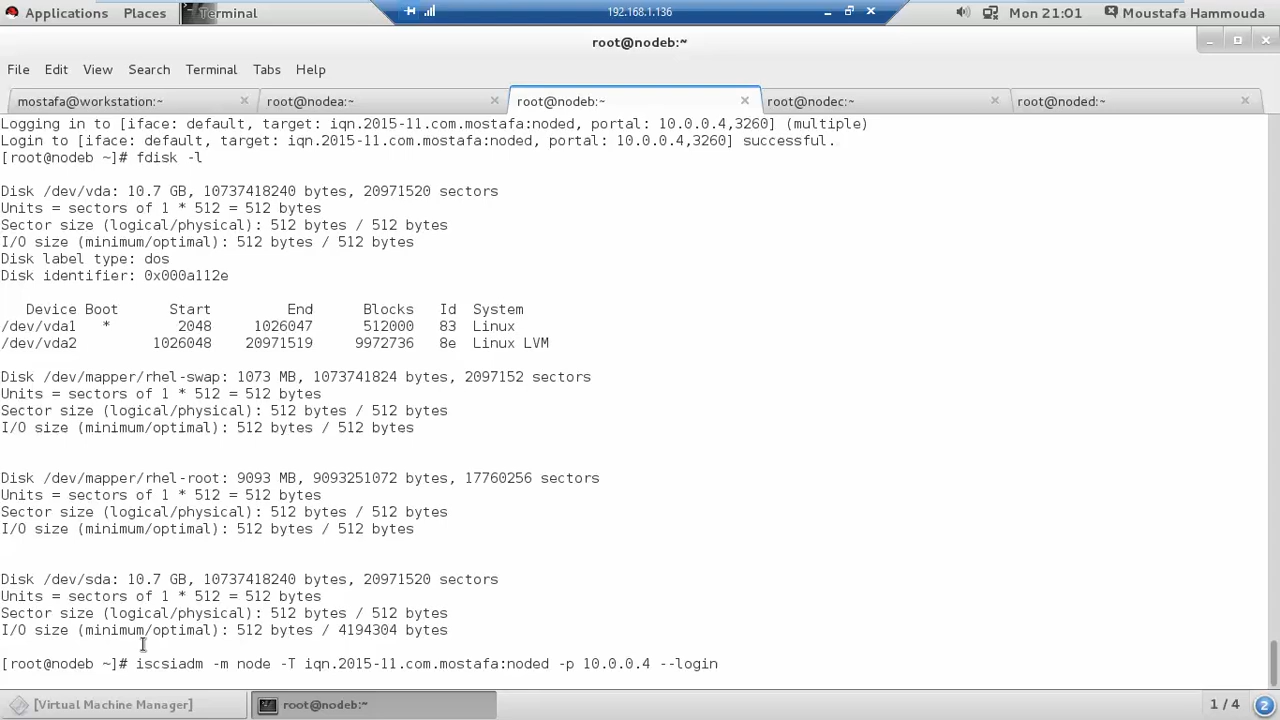 Applications Places Terminal 192.168.1.136 Mon 21:01 Moustafa Hammouda
root@nodeb:~
File Edit View Search Terminal Tabs Help
mostafa@workstation:~ root@nodea:~ root@nodeb:~ root@nodec:~ root@noded:~
Logging in to [iface: default, target: iqn.2015-11.com.mostafa:noded, portal: 10.0.0.4,3260] (multiple)
Login to [iface: default, target: iqn.2015-11.com.mostafa:noded, portal: 10.0.0.4,3260] successful.
[root@nodeb ~]# fdisk -l
Disk /dev/vda: 10.7 GB, 10737418240 bytes, 20971520 sectors
Units = sectors of 1 * 512 = 512 bytes
Sector size (logical/physical): 512 bytes / 512 bytes
I/O size (minimum/optimal): 512 bytes / 512 bytes
Disk label type: dos
Disk identifier: 0x000a112e
Device Boot Start End Blocks Id System
/dev/vda1 * 2048 1026047 512000 83 Linux
/dev/vda2 1026048 20971519 9972736 8e Linux LVM
Disk /dev/mapper/rhel-swap: 1073 MB, 1073741824 bytes, 2097152 sectors
Units = sectors of 1 * 512 = 512 bytes
Sector size (logical/physical): 512 bytes / 512 bytes
I/O size (minimum/optimal): 512 bytes / 512 bytes
Disk /dev/mapper/rhel-root: 9093 MB, 9093251072 bytes, 17760256 sectors
Units = sectors of 1 * 512 = 512 bytes
Sector size (logical/physical): 512 bytes / 512 bytes
I/O size (minimum/optimal): 512 bytes / 512 bytes
Disk /dev/sda: 10.7 GB, 10737418240 bytes, 20971520 sectors
Units = sectors of 1 * 512 = 512 bytes
Sector size (logical/physical): 512 bytes / 512 bytes
I/O size (minimum/optimal): 512 bytes / 4194304 bytes
[root@nodeb ~]# iscsiadm -m node -T iqn.2015-11.com.mostafa:noded -p 10.0.0.4 --login
[Virtual Machine Manager] root@nodeb:~ 1 / 4 2